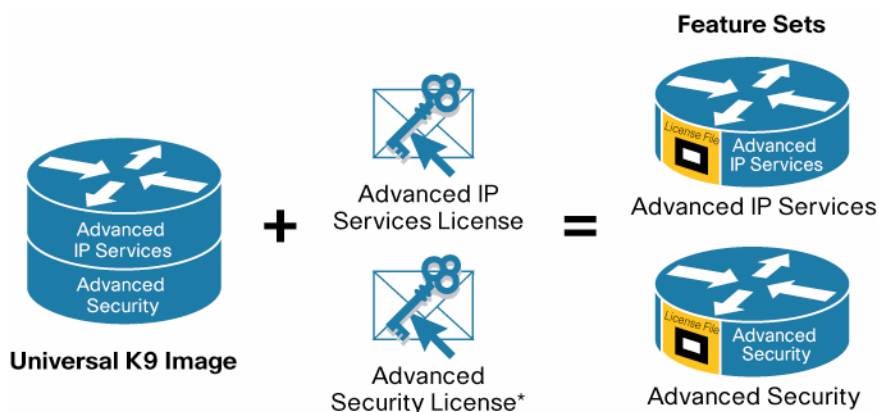 Feature Sets
Advanced
IP Services
Advanced
Security
Universal K9 Image
+
Advanced IP
Services License
Advanced
Security License*
=
License File
Advanced
IP Services
Advanced IP Services
License File
Advanced
Security
Advanced Security